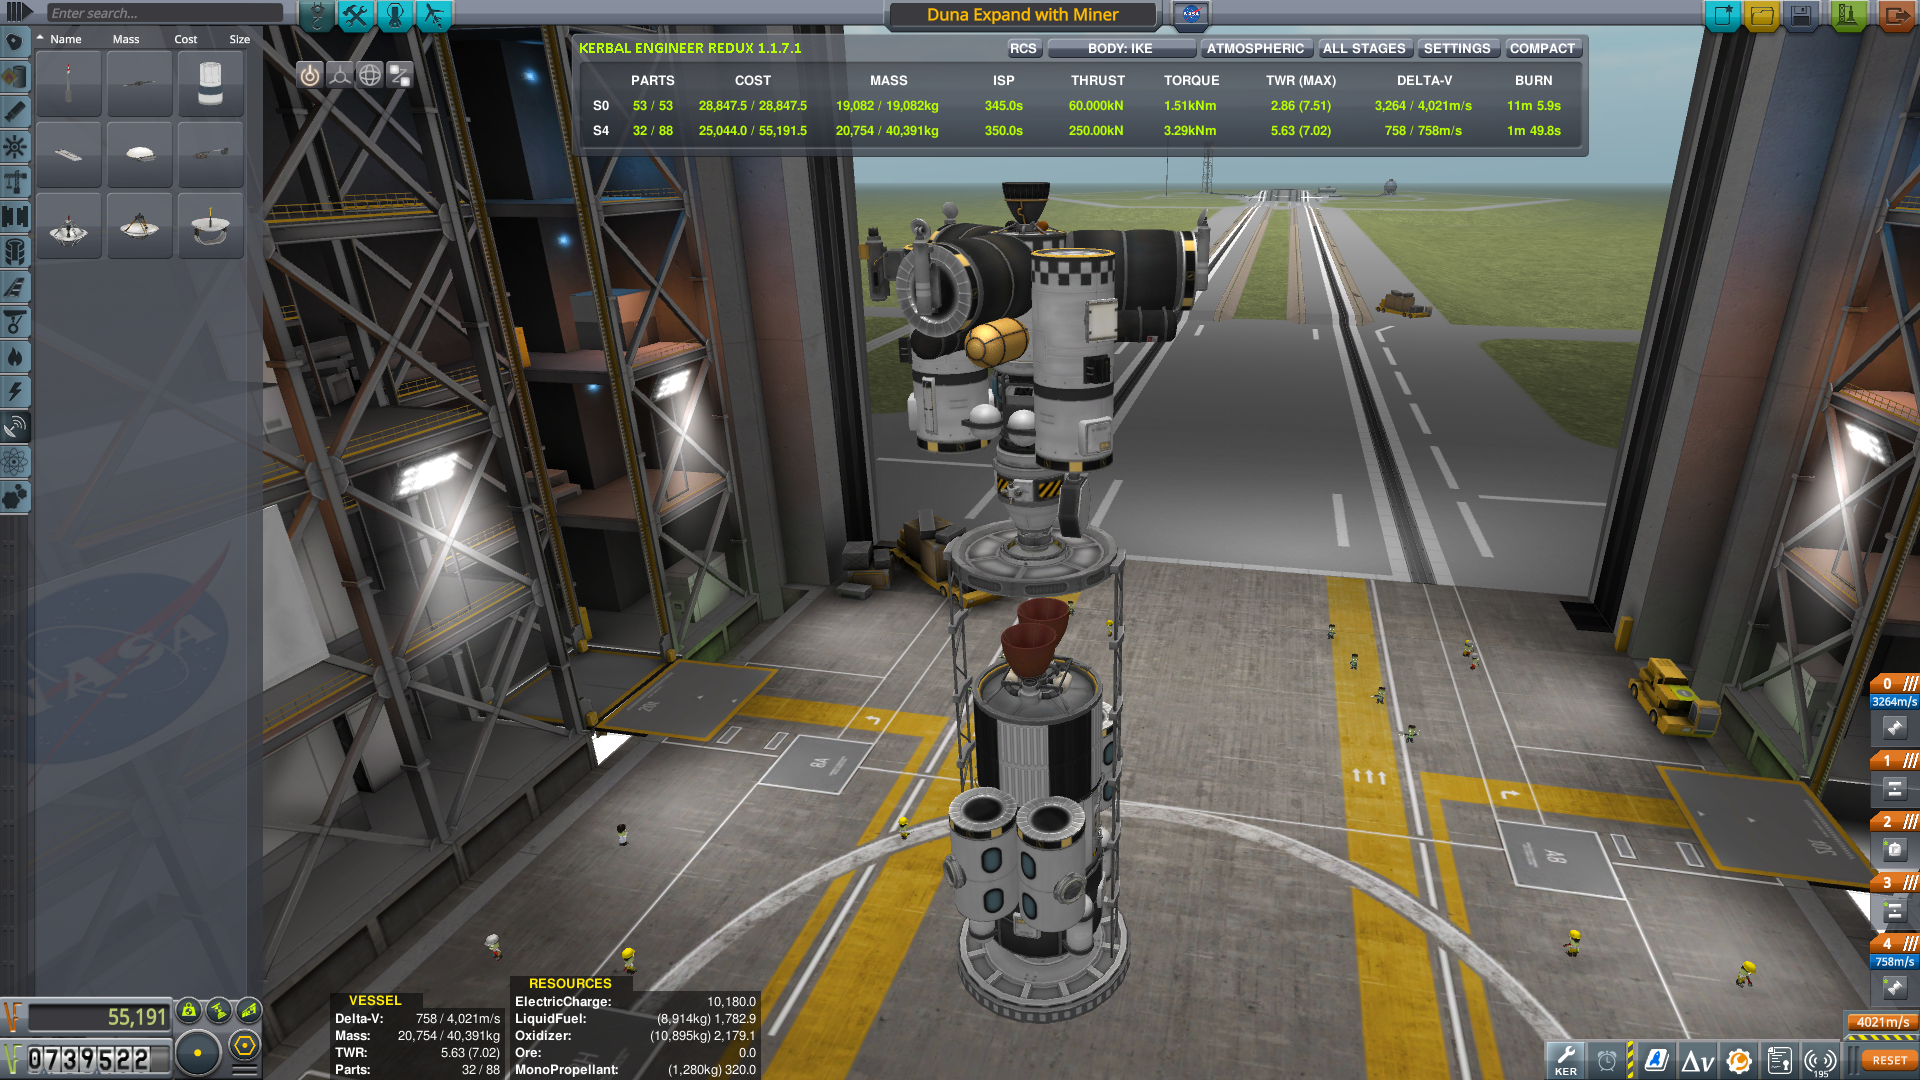 Enter search...
Duna Expand with Miner
Name Mass Cost Size
KERBAL ENGINEER REDUX 1.1.7.1 RCS BODY: IKE ATMOSPHERIC ALL STAGES SETTINGS COMPACT
PARTS COST MASS ISP THRUST TORQUE TWR (MAX) DELTA-V BURN
S0 53 / 53 28,847.5 / 28,847.5 19,082 / 19,082kg 345.0s 60.000kN 1.51kNm 2.86 (7.51) 3,264 / 4,021m/s 11m 5.9s
S4 32 / 88 25,044.0 / 55,191.5 20,754 / 40,391kg 350.0s 250.00kN 3.29kNm 5.63 (7.02) 758 / 758m/s 1m 49.8s
NASA
8A
A8
0
3264m/s
1
2
3
4
758m/s
4021m/s
55,191
0739522
VESSEL
Delta-V: 758 / 4,021m/s
Mass: 20,754 / 40,391kg
TWR: 5.63 (7.02)
Parts: 32 / 88
RESOURCES
ElectricCharge: 10,180.0
LiquidFuel: (8,914kg) 1,782.9
Oxidizer: (10,895kg) 2,179.1
Ore: 0.0
MonoPropellant: (1,280kg) 320.0
KER
Δv
195
RESET